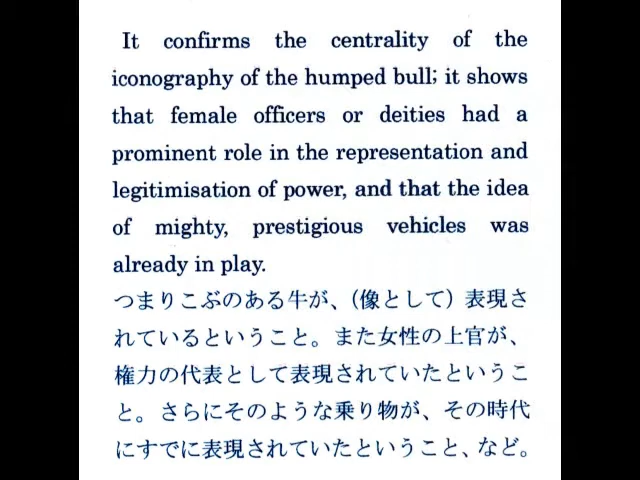 It confirms the centrality of the
iconography of the humped bull; it shows
that female officers or deities had a
prominent role in the representation and
legitimisation of power, and that the idea
of mighty, prestigious vehicles was
already in play.
つまりこぶのある牛が、（像として）表現さ
れているということ。また女性の上官が、
権力の代表として表現されていたというこ
と。さらにそのような乗り物が、その時代
にすでに表現されていたということ、など。